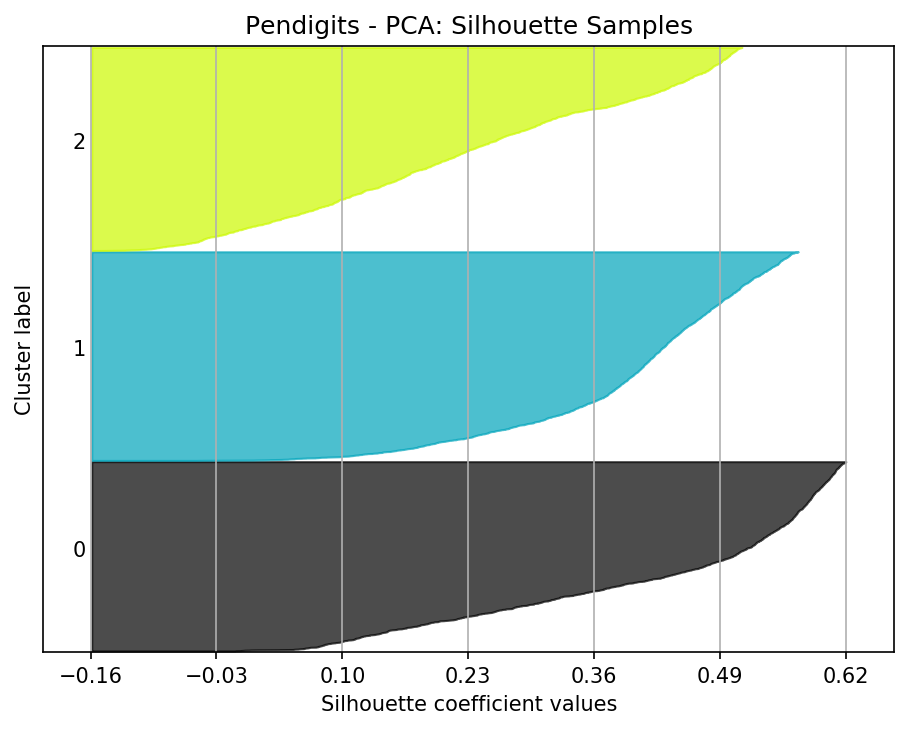 Pendigits - PCA: Silhouette Samples
Cluster label
2
1
0
−0.16 −0.03 0.10 0.23 0.36 0.49 0.62
Silhouette coefficient values